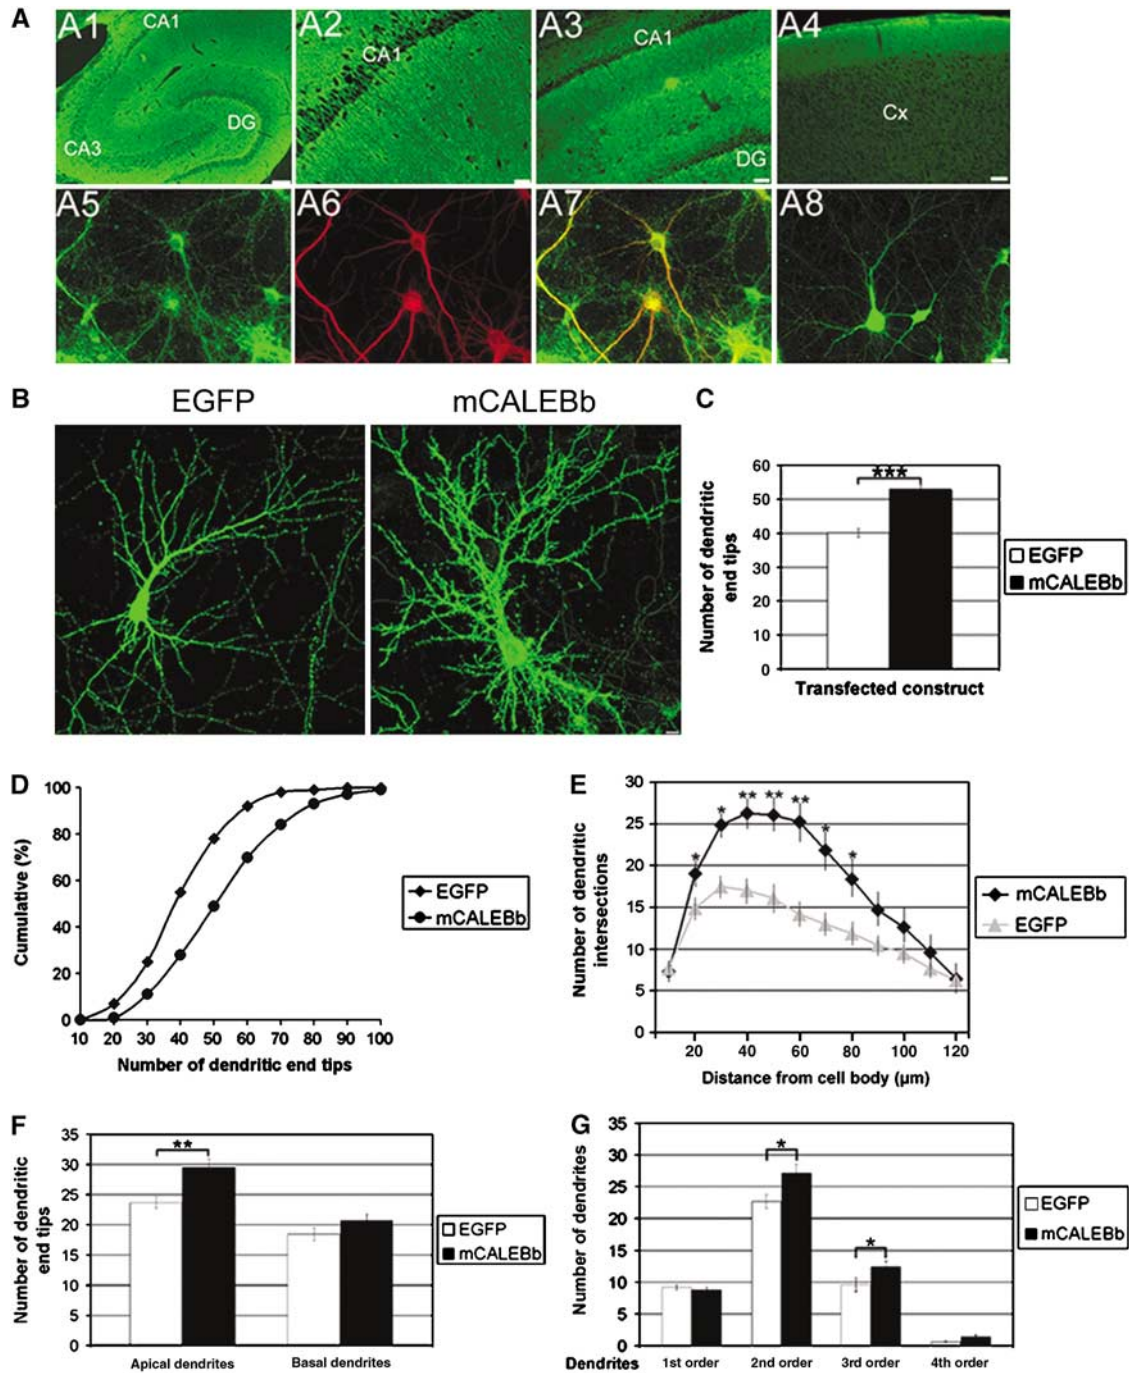 A
A1
CA1
CA3
DG
A2
CA1
A3
CA1
DG
A4
Cx
A5
A6
A7
A8
B
EGFP
mCALEBb
C
Number of dendritic
end tips
60
50
40
30
20
10
0
***
Transfected construct
EGFP
mCALEBb
D
Cumulative (%)
100
80
60
40
20
0
10 20 30 40 50 60 70 80 90 100
Number of dendritic end tips
EGFP
mCALEBb
E
Number of dendritic
intersections
30
25
20
15
10
5
0
* * ** ** ** * *
20 40 60 80 100 120
Distance from cell body (µm)
mCALEBb
EGFP
F
Number of dendritic
end tips
35
30
25
20
15
10
5
0
**
Apical dendrites Basal dendrites
EGFP
mCALEBb
G
Number of dendrites
35
30
25
20
15
10
5
0
*
*
Dendrites 1st order 2nd order 3rd order 4th order
EGFP
mCALEBb